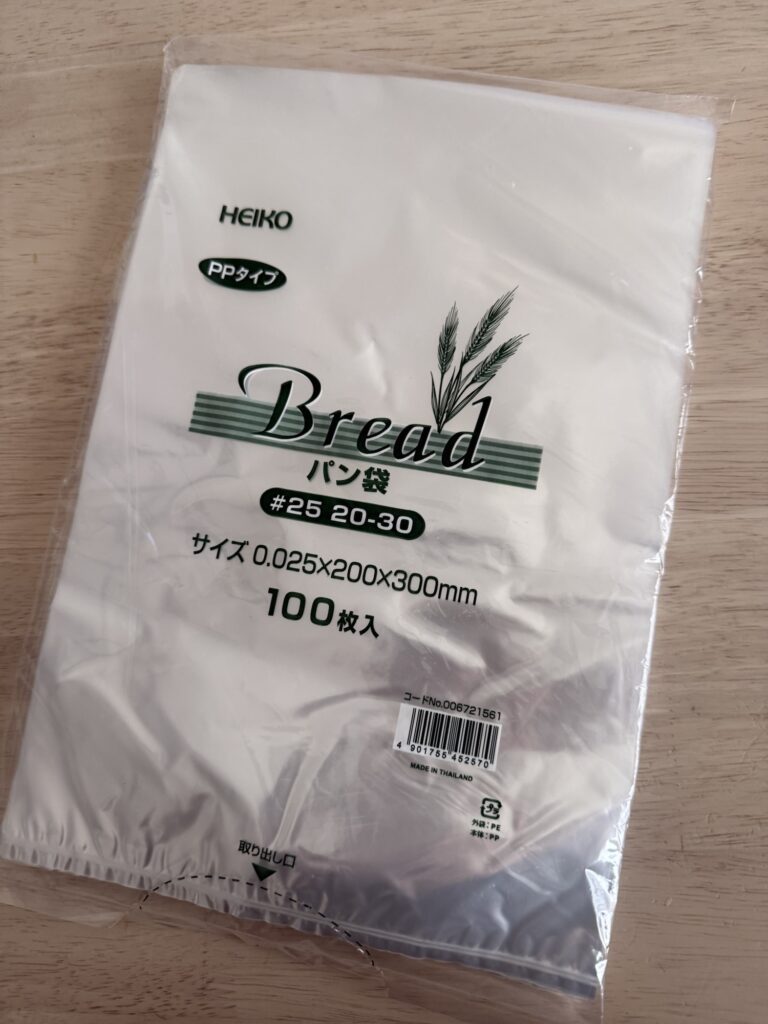 HEIKO
PPタイプ
Bread
パン袋
#25 20-30
サイズ 0.025×200×300mm
100枚入
コードNo.006721561
4 901755 452570
MADE IN THAILAND
プラ
外袋：PE
本体：PP
取り出し口